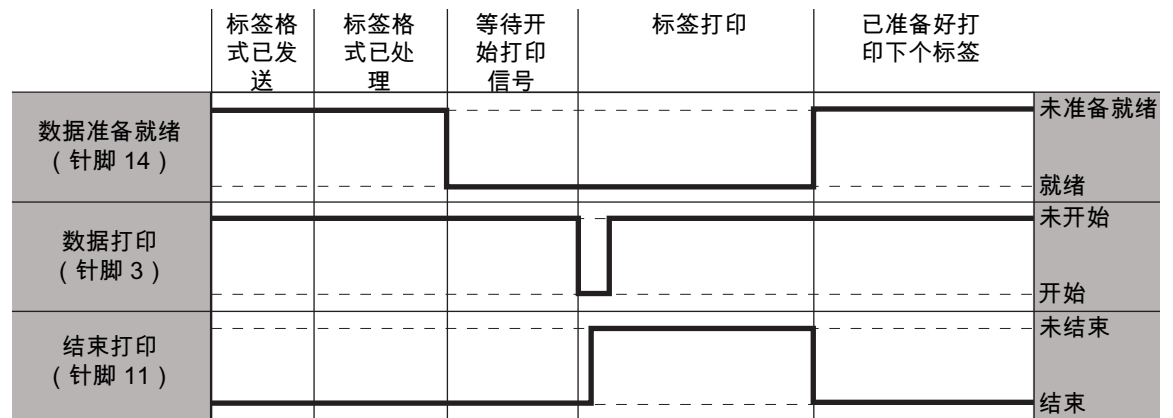 标签格
式已发
送
标签格
式已处
理
等待开
始打印
信号
标签打印
已准备好打
印下个标签
数据准备就绪
（针脚 14）
未准备就绪
就绪
数据打印
（针脚 3）
未开始
开始
结束打印
（针脚 11）
未结束
结束